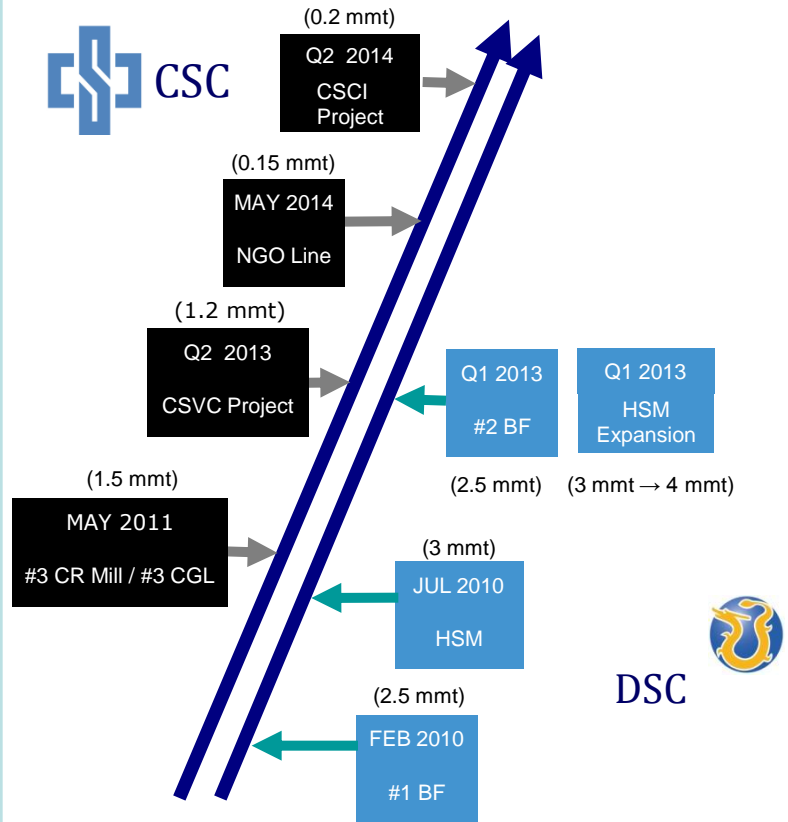 (0.2 mmt)
Q2 2014
CSCI
Project
CSC
(0.15 mmt)
MAY 2014
NGO Line
(1.2 mmt)
Q2 2013
CSVC Project
Q1 2013
#2 BF
Q1 2013
HSM
Expansion
(2.5 mmt)
(3 mmt → 4 mmt)
(1.5 mmt)
MAY 2011
#3 CR Mill / #3 CGL
(3 mmt)
JUL 2010
HSM
DSC
(2.5 mmt)
FEB 2010
#1 BF